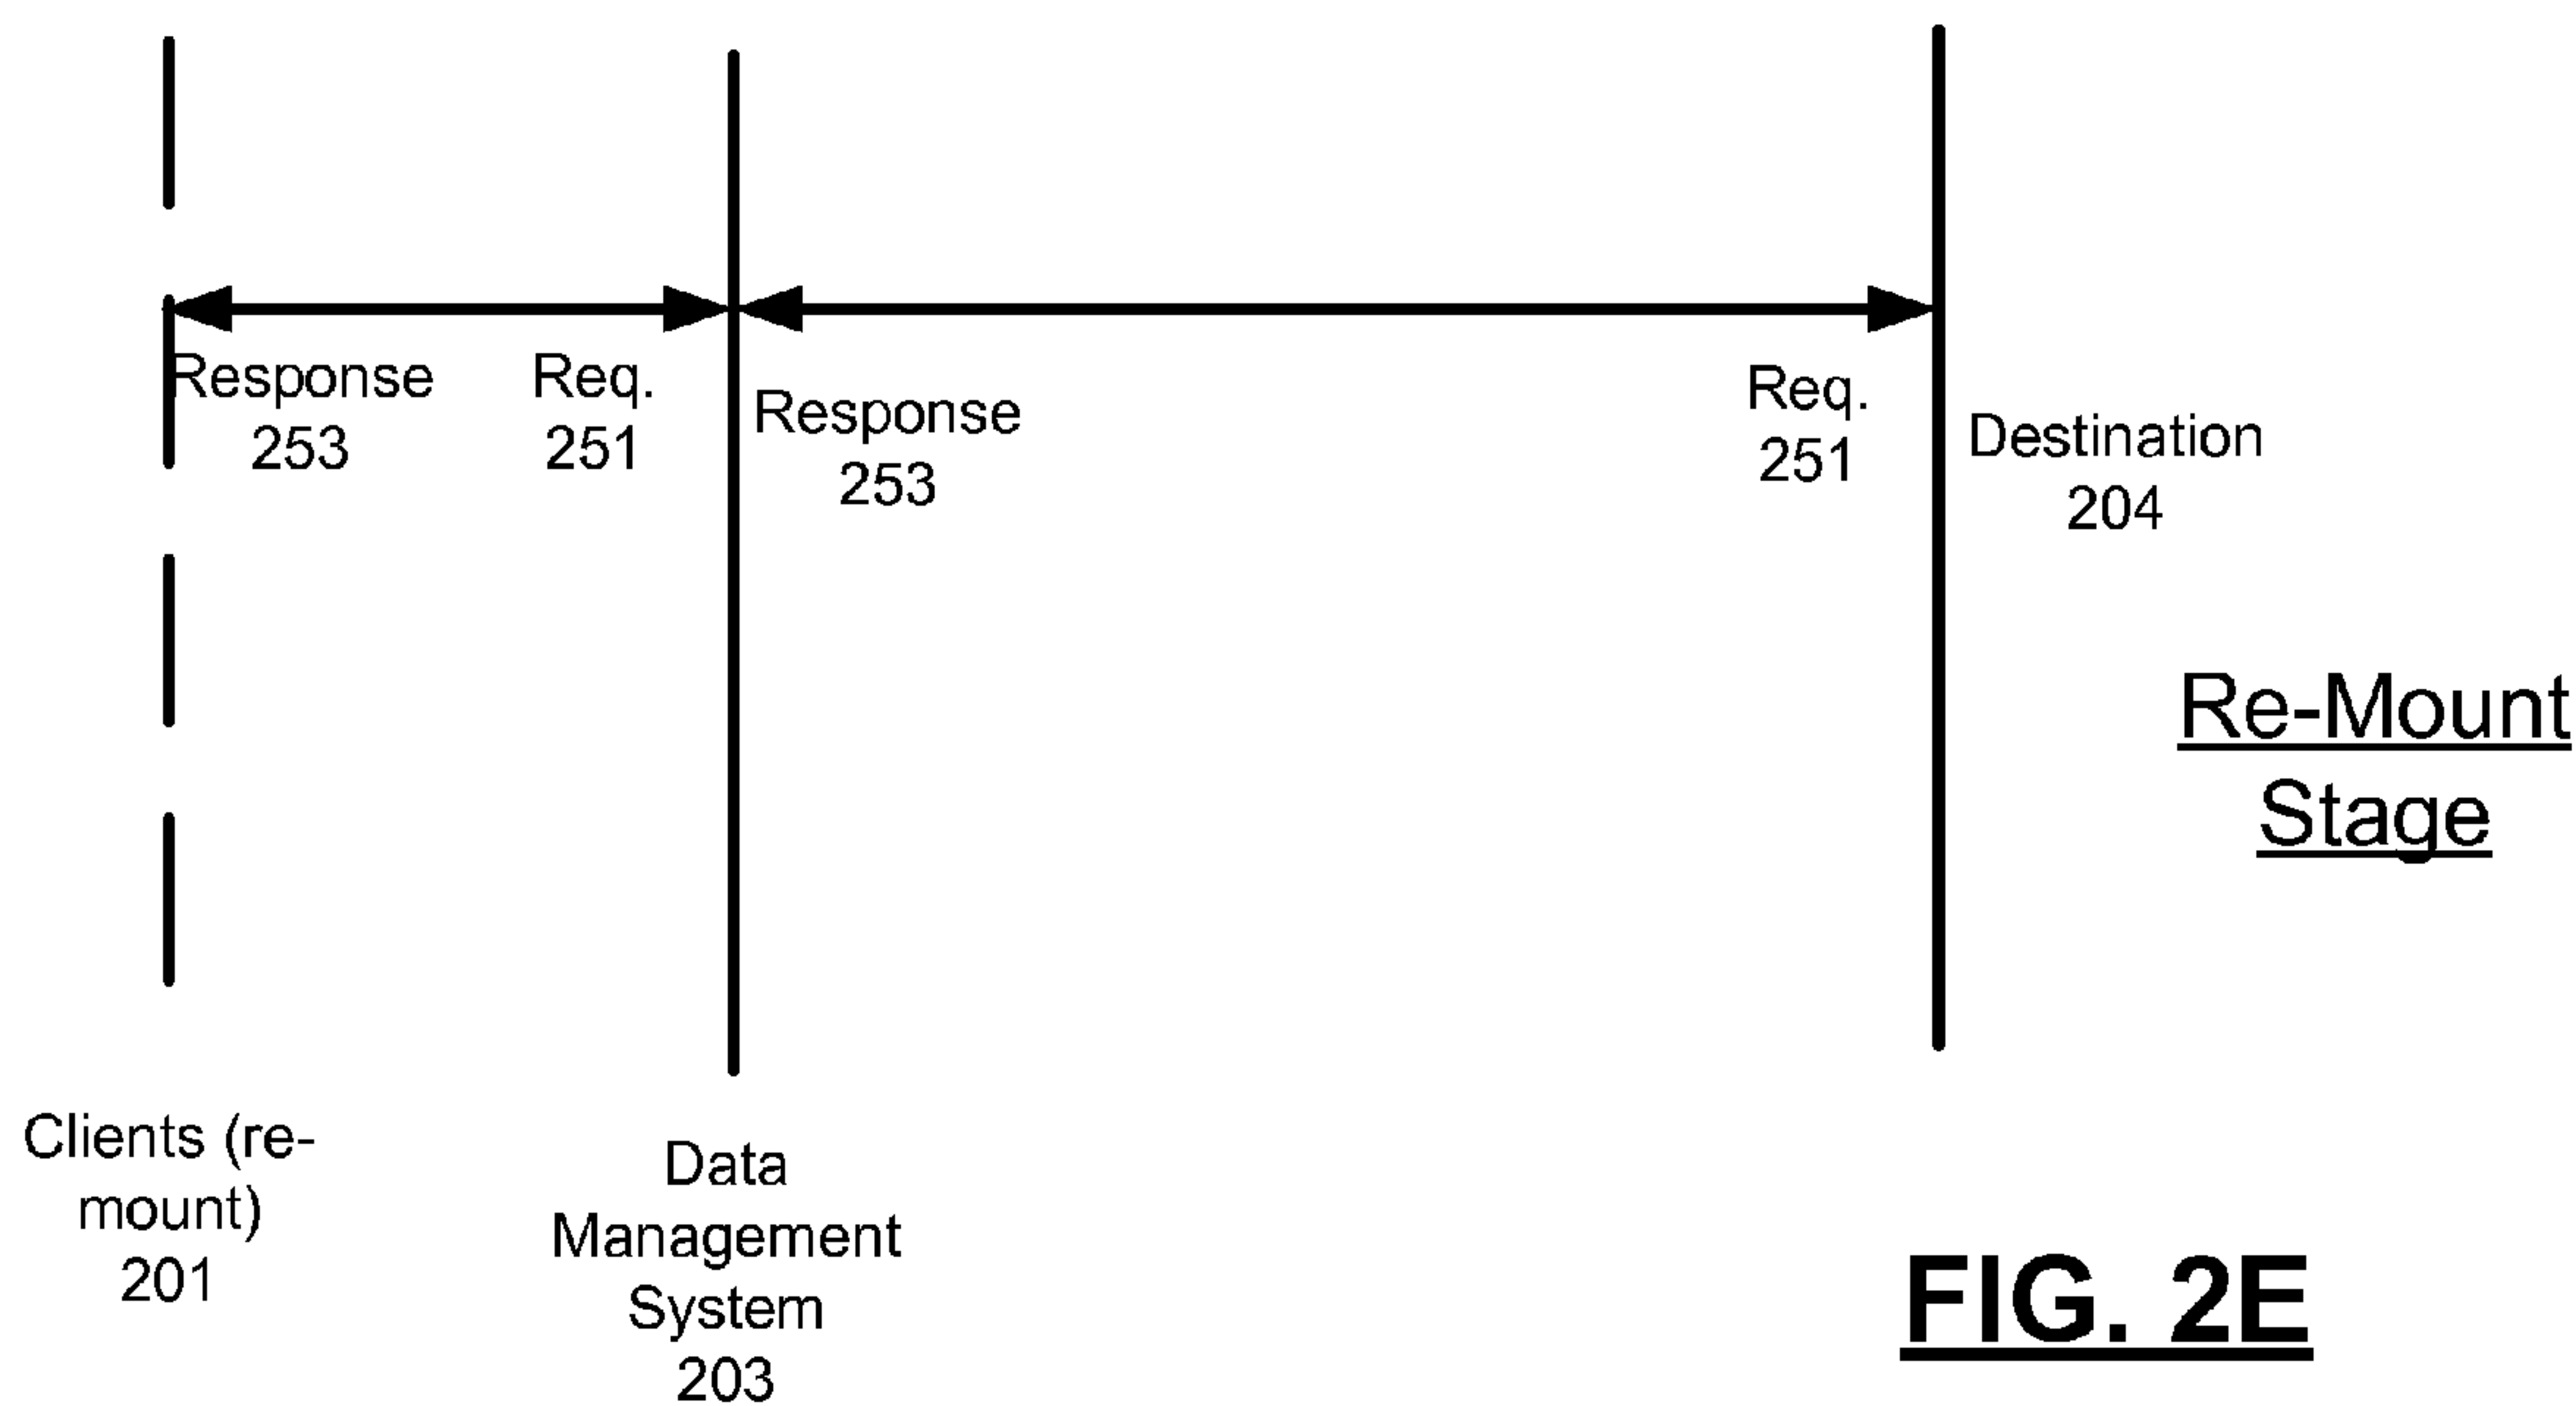 Response
253
Req.
251
Response
253
Req.
251
Destination
204
Re-Mount
Stage
Clients (re-
mount)
201
Data
Management
System
203
FIG. 2E